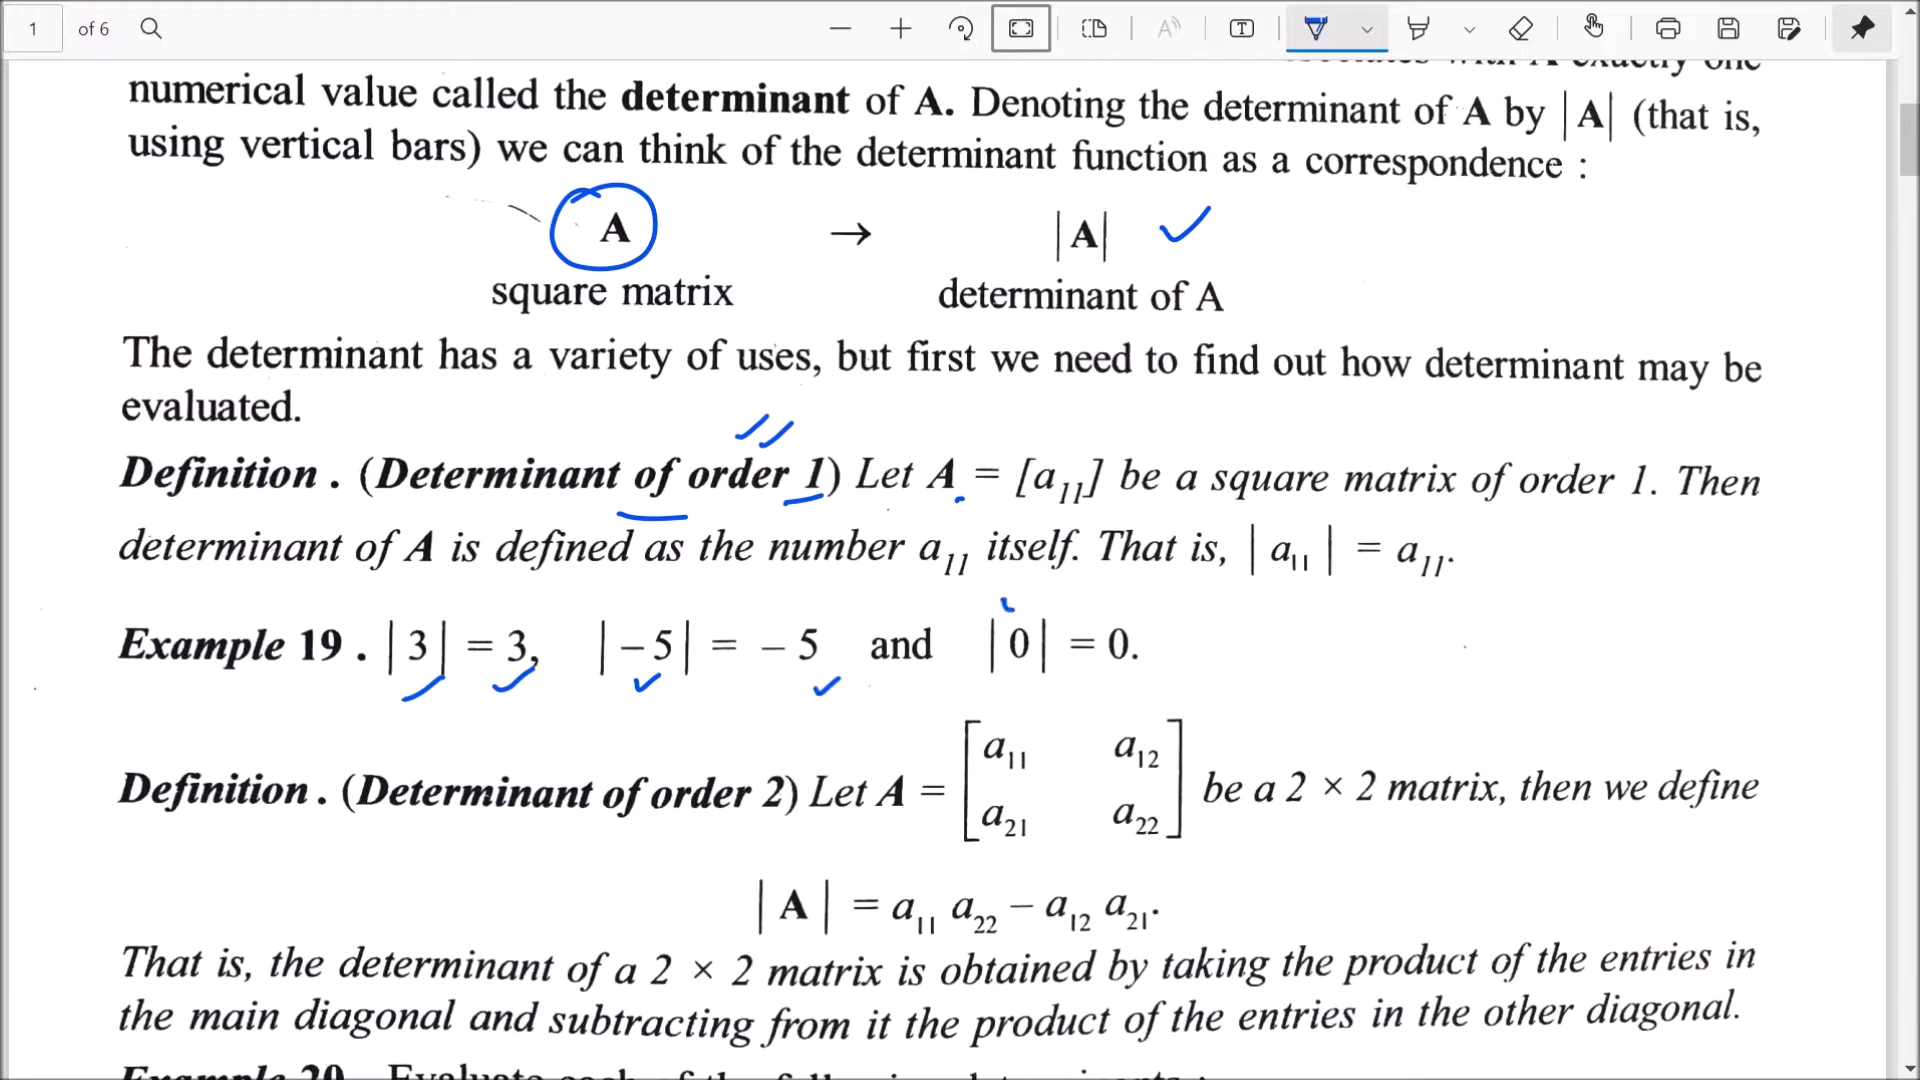 1 of 6
numerical value called the determinant of A. Denoting the determinant of A by |A| (that is,
using vertical bars) we can think of the determinant function as a correspondence :
A → |A|
square matrix determinant of A
The determinant has a variety of uses, but first we need to find out how determinant may be
evaluated.
Definition . (Determinant of order 1) Let A = [a₁₁] be a square matrix of order 1. Then
determinant of A is defined as the number a₁₁ itself. That is, | a₁₁ | = a₁₁.
Example 19 . | 3 | = 3, | – 5 | = – 5 and | 0 | = 0.
a₁₁ a₁₂
Definition . (Determinant of order 2) Let A = [ ] be a 2 × 2 matrix, then we define
a₂₁ a₂₂
| A | = a₁₁ a₂₂ – a₁₂ a₂₁.
That is, the determinant of a 2 × 2 matrix is obtained by taking the product of the entries in
the main diagonal and subtracting from it the product of the entries in the other diagonal.